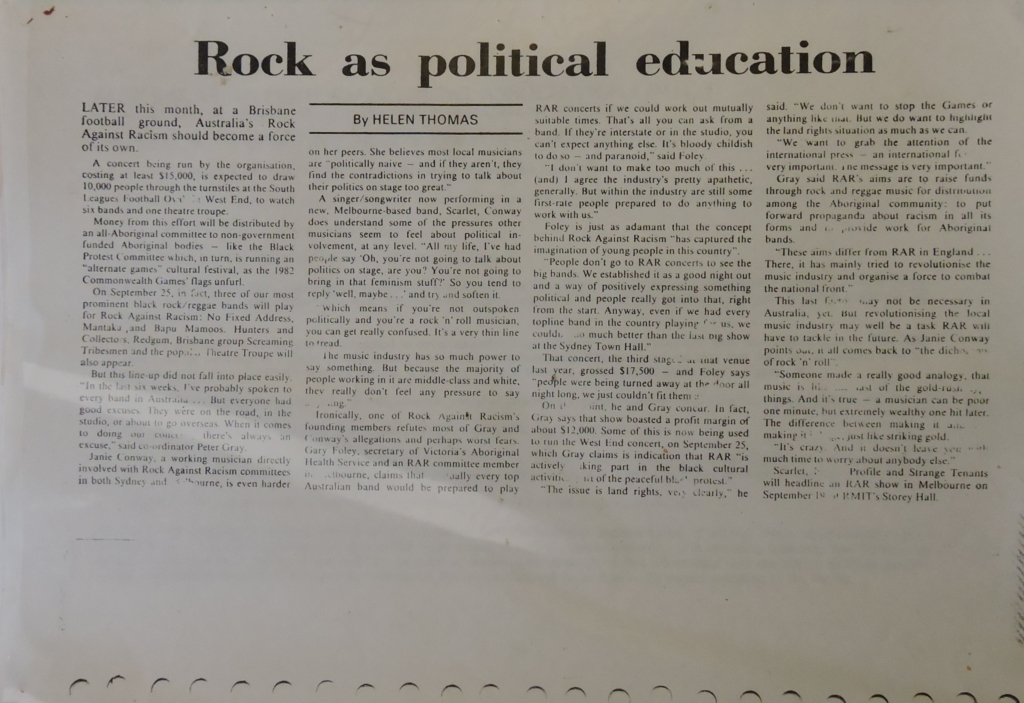 Rock as political education
LATER this month, at a Brisbane
football ground, Australia's Rock
Against Racism should become a force
of its own.
A concert being run by the organisation,
costing at least $15,000, is expected to draw
10,000 people through the turnstiles at the South
Leagues Football West End, to watch
six bands and one theatre troupe.
Money from this effort will be distributed by
an all-Aboriginal committee to non-government
funded Aboriginal bodies — like the Black
Protest Committee which, in turn, is running an
"alternate games" cultural festival, as the 1982
Commonwealth Games' flags unfurl.
On September 25, in fact, three of our most
prominent black rock/reggae bands will play
for Rock Against Racism: No Fixed Address,
Mantaka and Bapu Mamoos. Hunters and
Collectors, Redgum, Brisbane group Screaming
Tribesmen and the Theatre Troupe will
also appear.
But this line-up did not fall into place easily.
"In the last six weeks, I've probably spoken to
every band in Australia ... But everyone had
good excuses. They were on the road, in the
studio, or about to go overseas. When it comes
to doing our there's always an
excuse," said co-ordinator Peter Gray.
Janie Conway, a working musician directly
involved with Rock Against Racism committees
in both Sydney and is even harder
By HELEN THOMAS
on her peers. She believes most local musicians
are "politically naive — and if they aren't, they
find the contradictions in trying to talk about
their politics on stage too great."
A singer/songwriter now performing in a
new, Melbourne-based band, Scarlet, Conway
does understand some of the pressures other
musicians seem to feel about political in-
volvement, at any level. "All my life, I've had
people say 'Oh, you're not going to talk about
politics on stage, are you? You're not going to
bring in that feminism stuff?' So you tend to
reply 'well, maybe...' and try and soften it.
"Which means if you're not outspoken
politically and you're a rock 'n' roll musician,
you can get really confused. It's a very thin line
to tread.
"The music industry has so much power to
say something. But because the majority of
people working in it are middle-class and white,
they really don't feel any pressure to say
Ironically, one of Rock Against Racism's
founding members refutes most of Gray and
Conway's allegations and perhaps worst fears.
Gary Foley, secretary of Victoria's Aboriginal
Health Service and an RAR committee member
claims that every top
Australian band would be prepared to play
RAR concerts if we could work out mutually
suitable times. That's all you can ask from a
band. If they're interstate or in the studio, you
can't expect anything else. It's bloody childish
to do so — and paranoid," said Foley.
"I don't want to make too much of this ...
(and) I agree the industry's pretty apathetic,
generally. But within the industry are still some
first-rate people prepared to do anything to
work with us."
Foley is just as adamant that the concept
behind Rock Against Racism "has captured the
imagination of young people in this country".
"People don't go to RAR concerts to see the
big bands. We established it as a good night out
and a way of positively expressing something
political and people really got into that, right
from the start. Anyway, even if we had every
topline band in the country playing us, we
much better than the last big show
at the Sydney Town Hall."
That concert, the third at that venue
last year, grossed $17,500 — and Foley says
"people were being turned away at the door all
night long, we just couldn't fit them
On he and Gray concur. In fact,
Gray says that show boasted a profit margin of
about $12,000. Some of this is now being used
to run the West End concert, on September 25,
which Gray claims is indication that RAR "is
actively part in the black cultural
of the peaceful protest."
"The issue is land rights, very clearly," he
said. "We don't want to stop the Games or
anything like that. But we do want to highlight
the land rights situation as much as we can.
"We want to grab the attention of the
international press — an international
very important. The message is very important."
Gray said RAR's aims are to raise funds
through rock and reggae music for distribution
among the Aboriginal community: to put
forward propaganda about racism in all its
forms and provide work for Aboriginal
bands.
"These aims differ from RAR in England ...
There, it has mainly tried to revolutionise the
music industry and organise a force to combat
the national front."
This last may not be necessary in
Australia, yet. But revolutionising the local
music industry may well be a task RAR will
have to tackle in the future. As Janie Conway
points out, it all comes back to "the
of rock 'n' roll".
"Someone made a really good analogy, that
music is of the
things. And it's true — a musician can be poor
one minute, but extremely wealthy one hit later.
The difference between making it
making just like striking gold.
"It's crazy. And it doesn't leave you
much time to worry about anybody else."
Scarlet, Profile and Strange Tenants
will headline an RAR show in Melbourne on
September RMIT's Storey Hall.